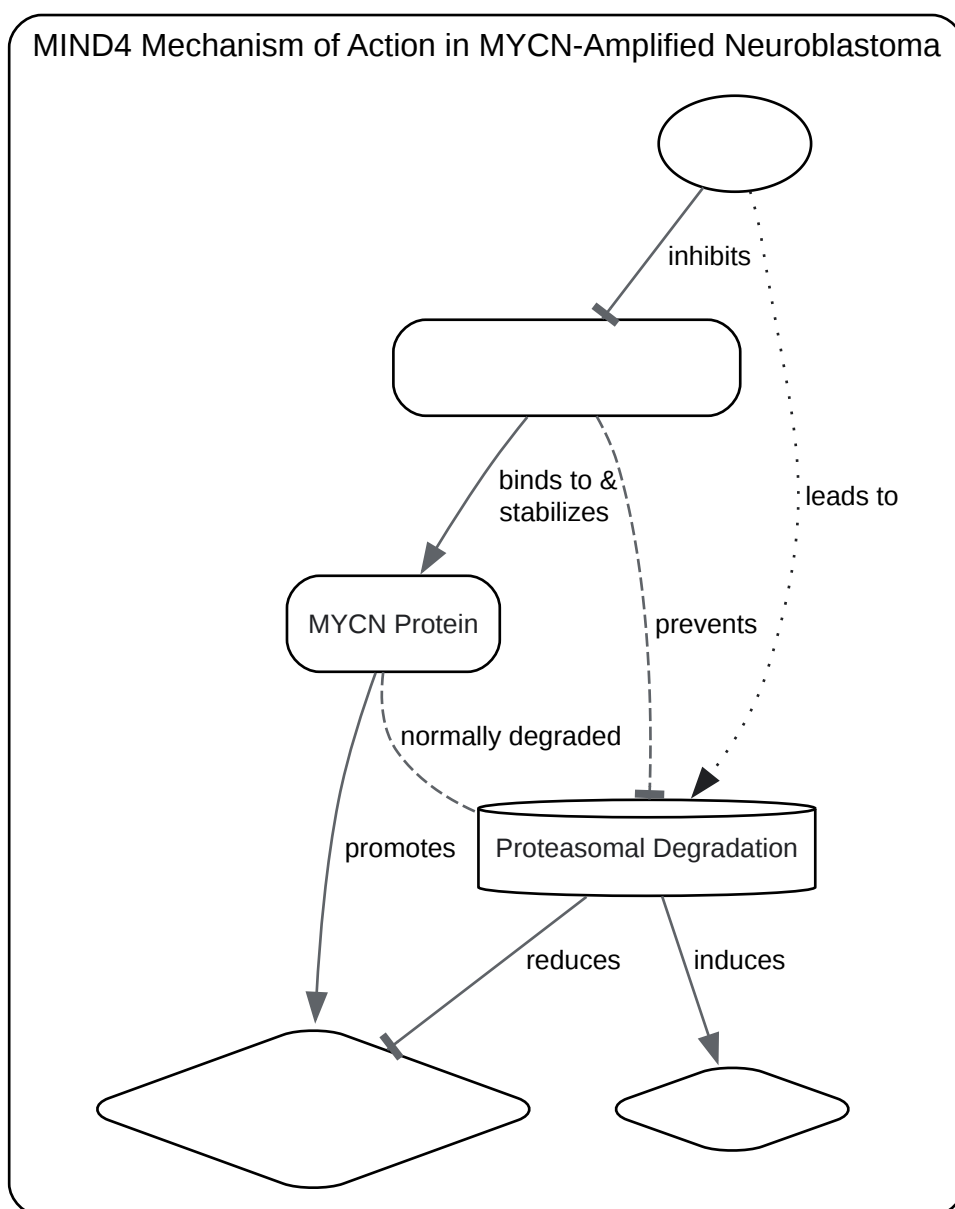 MIND4 Mechanism of Action in MYCN-Amplified Neuroblastoma
inhibits
binds to &
stabilizes
leads to
MYCN Protein
prevents
normally degraded
promotes
Proteasomal Degradation
reduces
induces